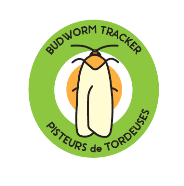 BUDWORM TRACKER
PISTEURS de TORDEUSES